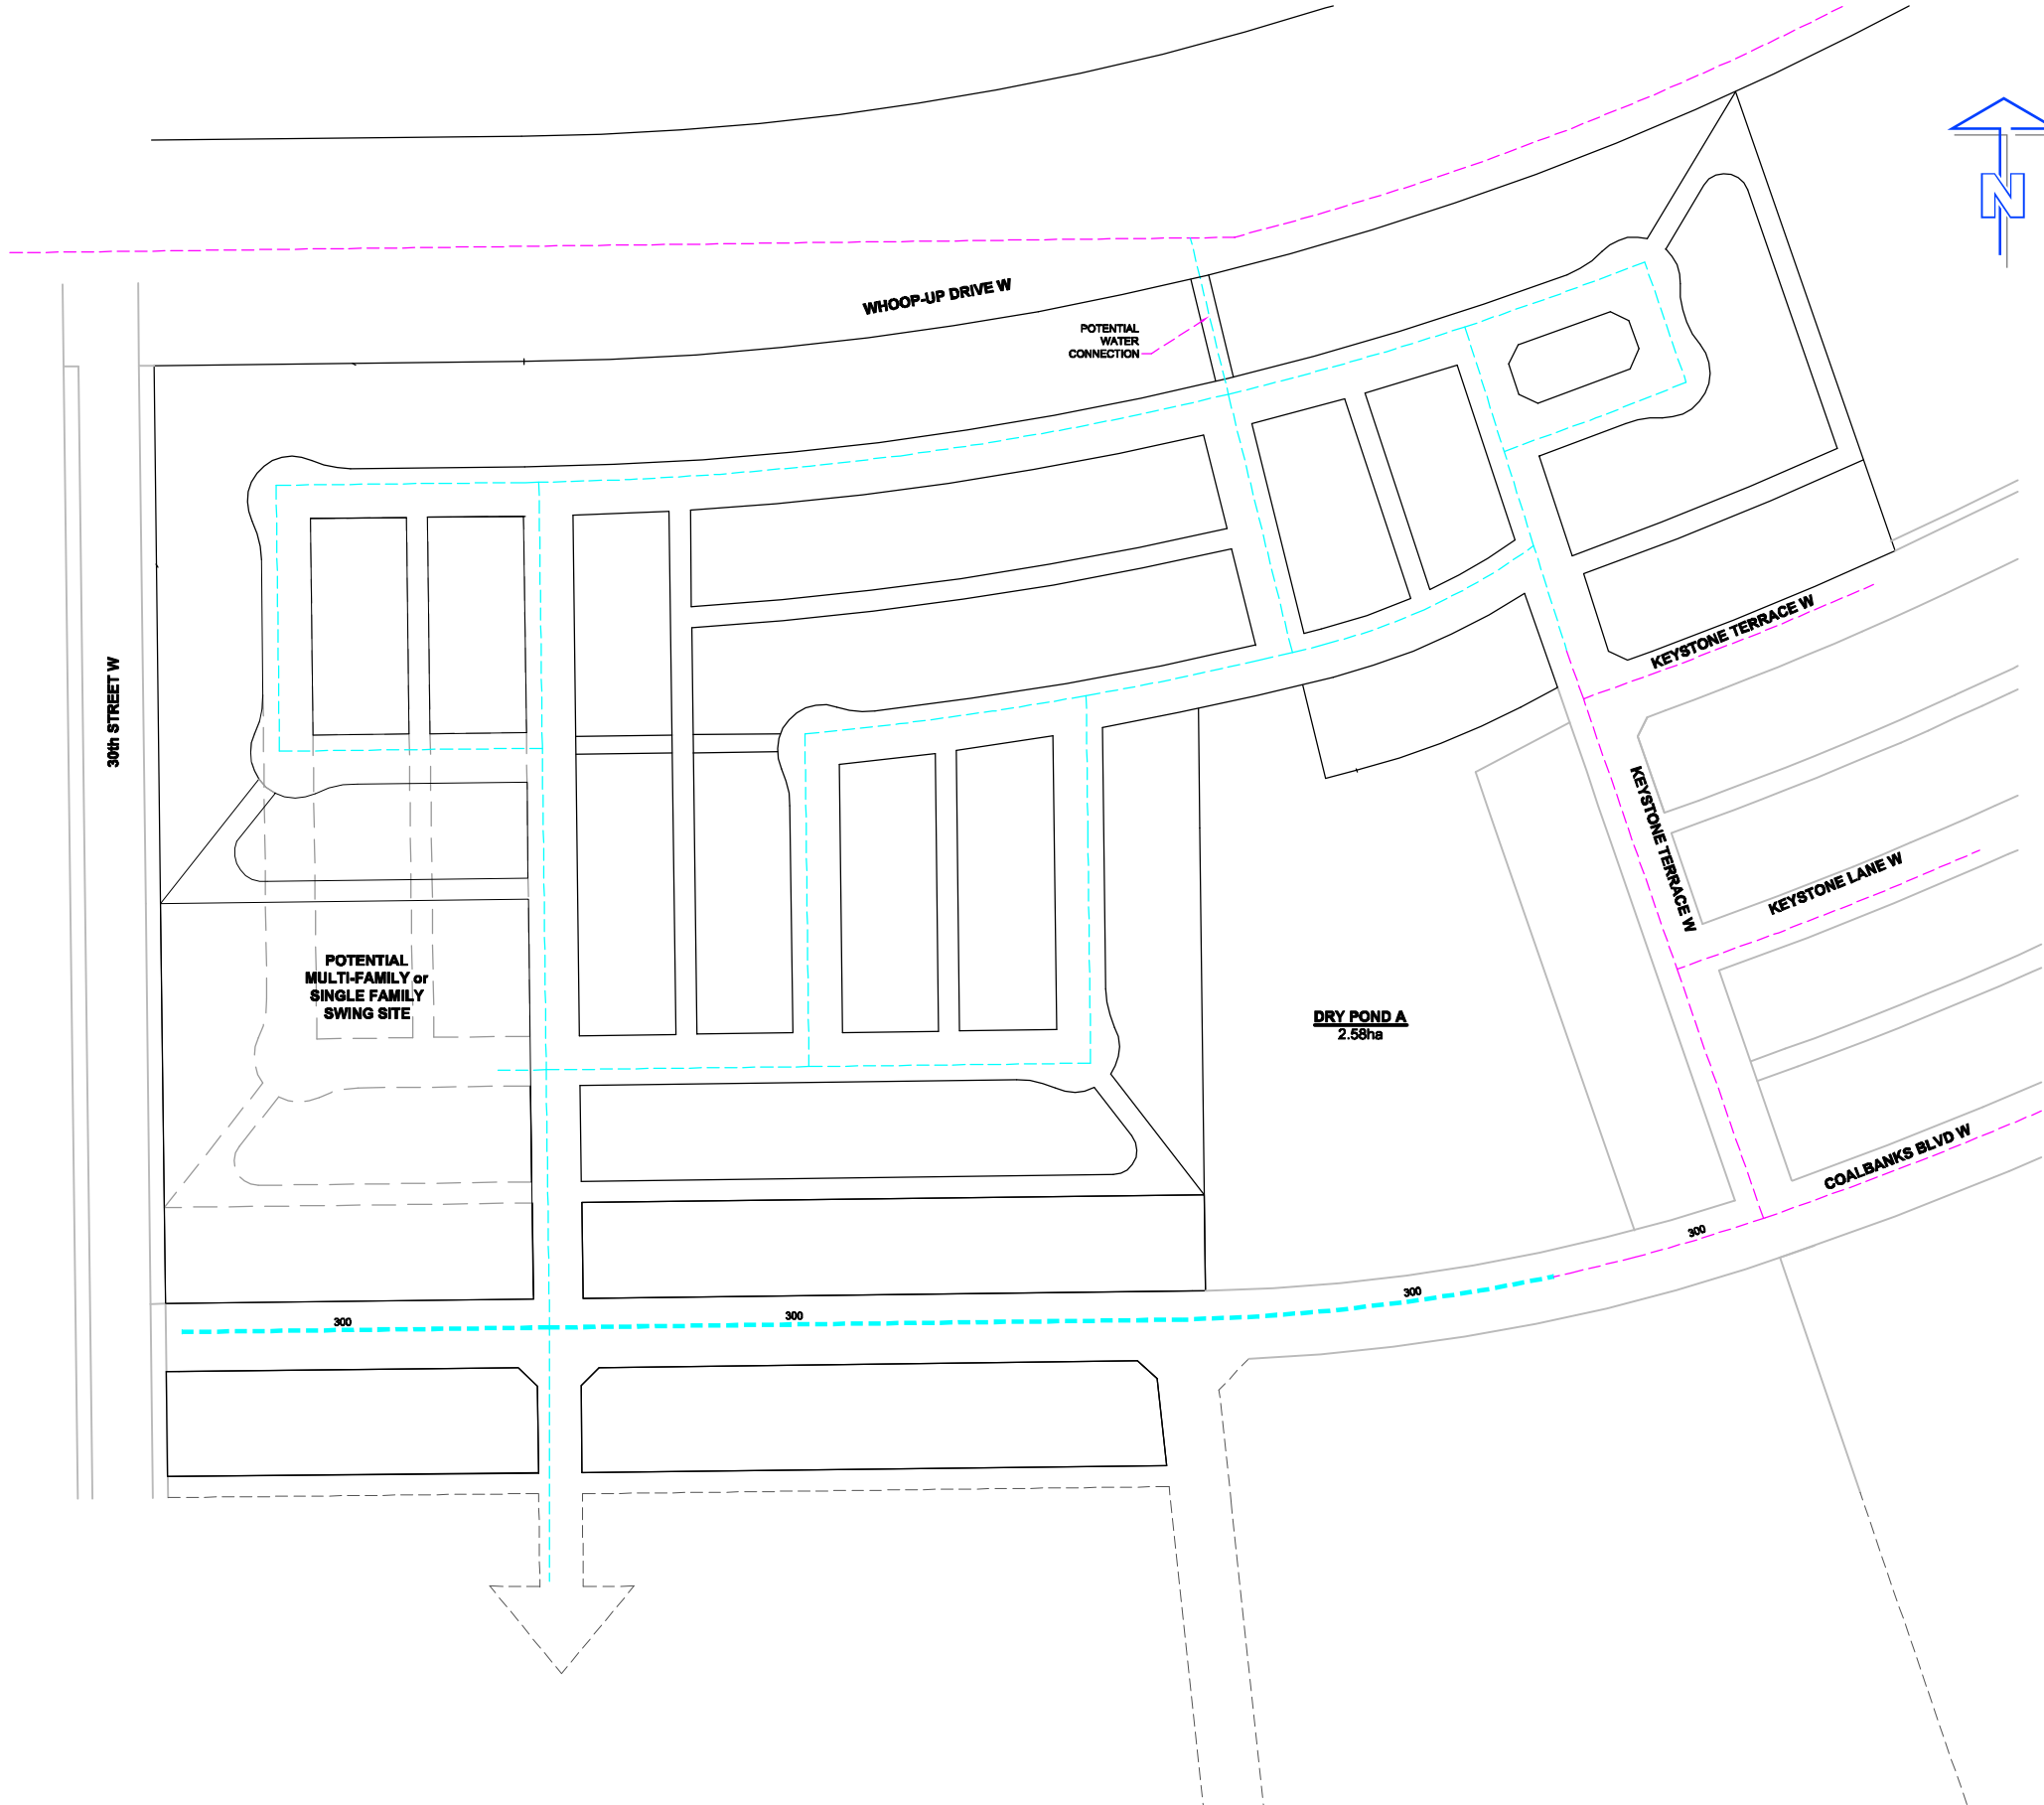 N
WHOOP-UP DRIVE W
POTENTIAL
WATER
CONNECTION
30th STREET W
KEYSTONE TERRACE W
KEYSTONE TERRACE W
KEYSTONE LANE W
POTENTIAL
MULTI-FAMILY or
SINGLE FAMILY
SWING SITE
DRY POND A
2.58ha
COALBANKS BLVD W
300
300
300
300